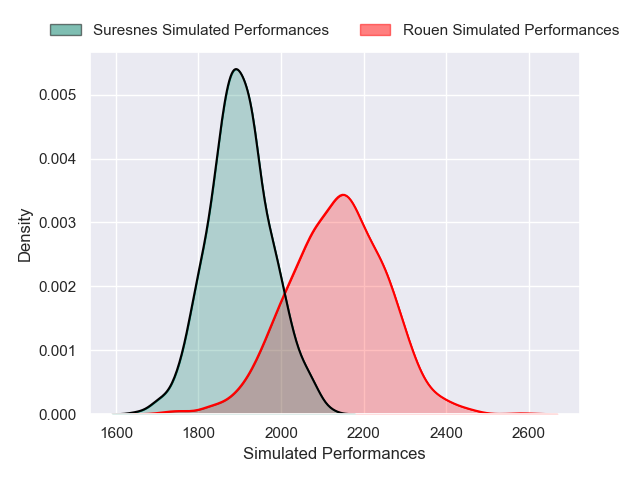 Suresnes Simulated Performances Rouen Simulated Performances
0.005
0.004
0.003
0.002
0.001
0.000
Density
1600 1800 2000 2200 2400 2600
Simulated Performances